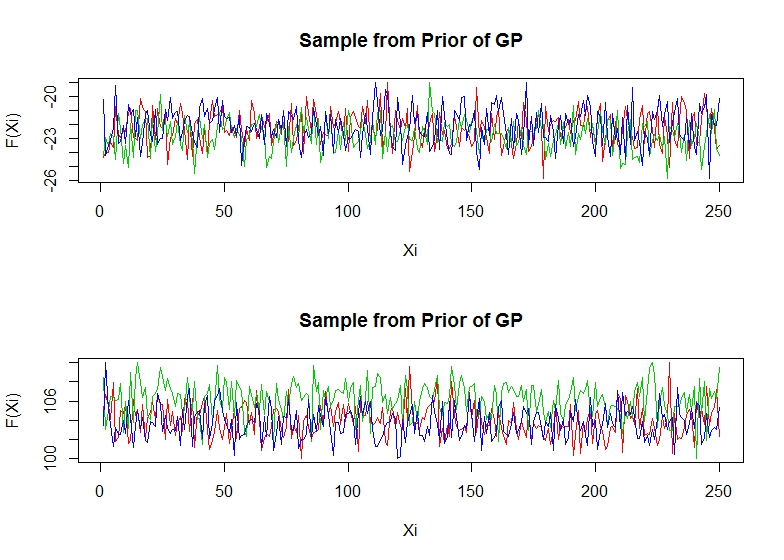 Sample from Prior of GP
F(Xi)
-20
-23
-26
0 50 100 150 200 250
Xi
Sample from Prior of GP
F(Xi)
106
100
0 50 100 150 200 250
Xi